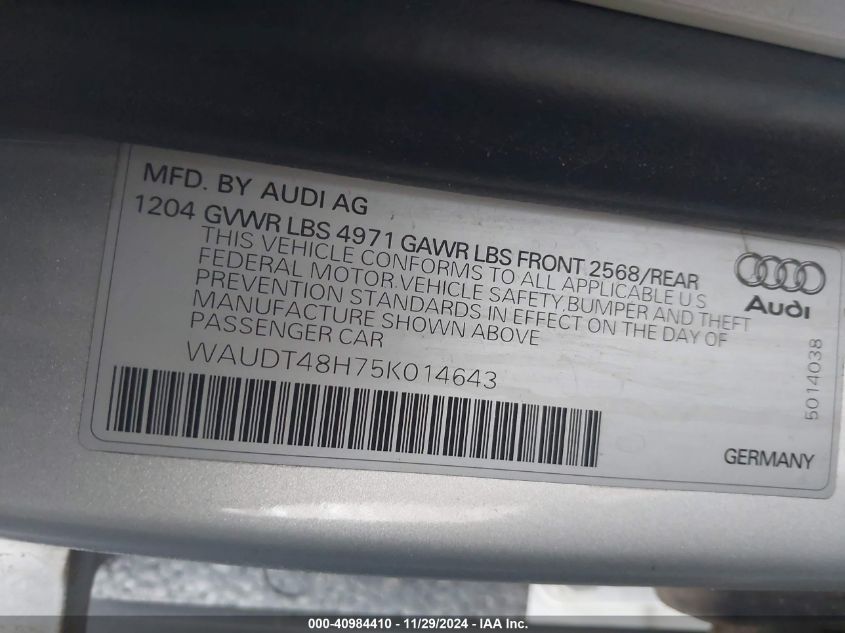 MFD. BY AUDI AG
1204 GVWR LBS 4971 GAWR LBS FRONT 2568/REAR
THIS VEHICLE CONFORMS TO ALL APPLICABLE U S
FEDERAL MOTOR VEHICLE SAFETY, BUMPER AND THEFT
PREVENTION STANDARDS IN EFFECT ON THE DAY OF
MANUFACTURE SHOWN ABOVE
PASSENGER CAR
WAUDT48H75K014643
Audi
5014038
GERMANY
000-40984410 - 11/29/2024 - IAA Inc.